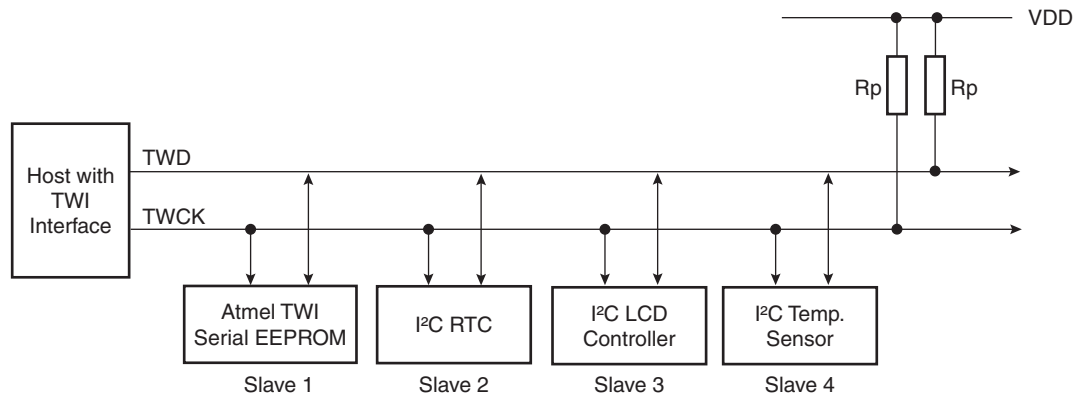 VDD
Rp
Rp
Host with
TWI
Interface
TWD
TWCK
Atmel TWI
Serial EEPROM
I²C RTC
I²C LCD
Controller
I²C Temp.
Sensor
Slave 1
Slave 2
Slave 3
Slave 4